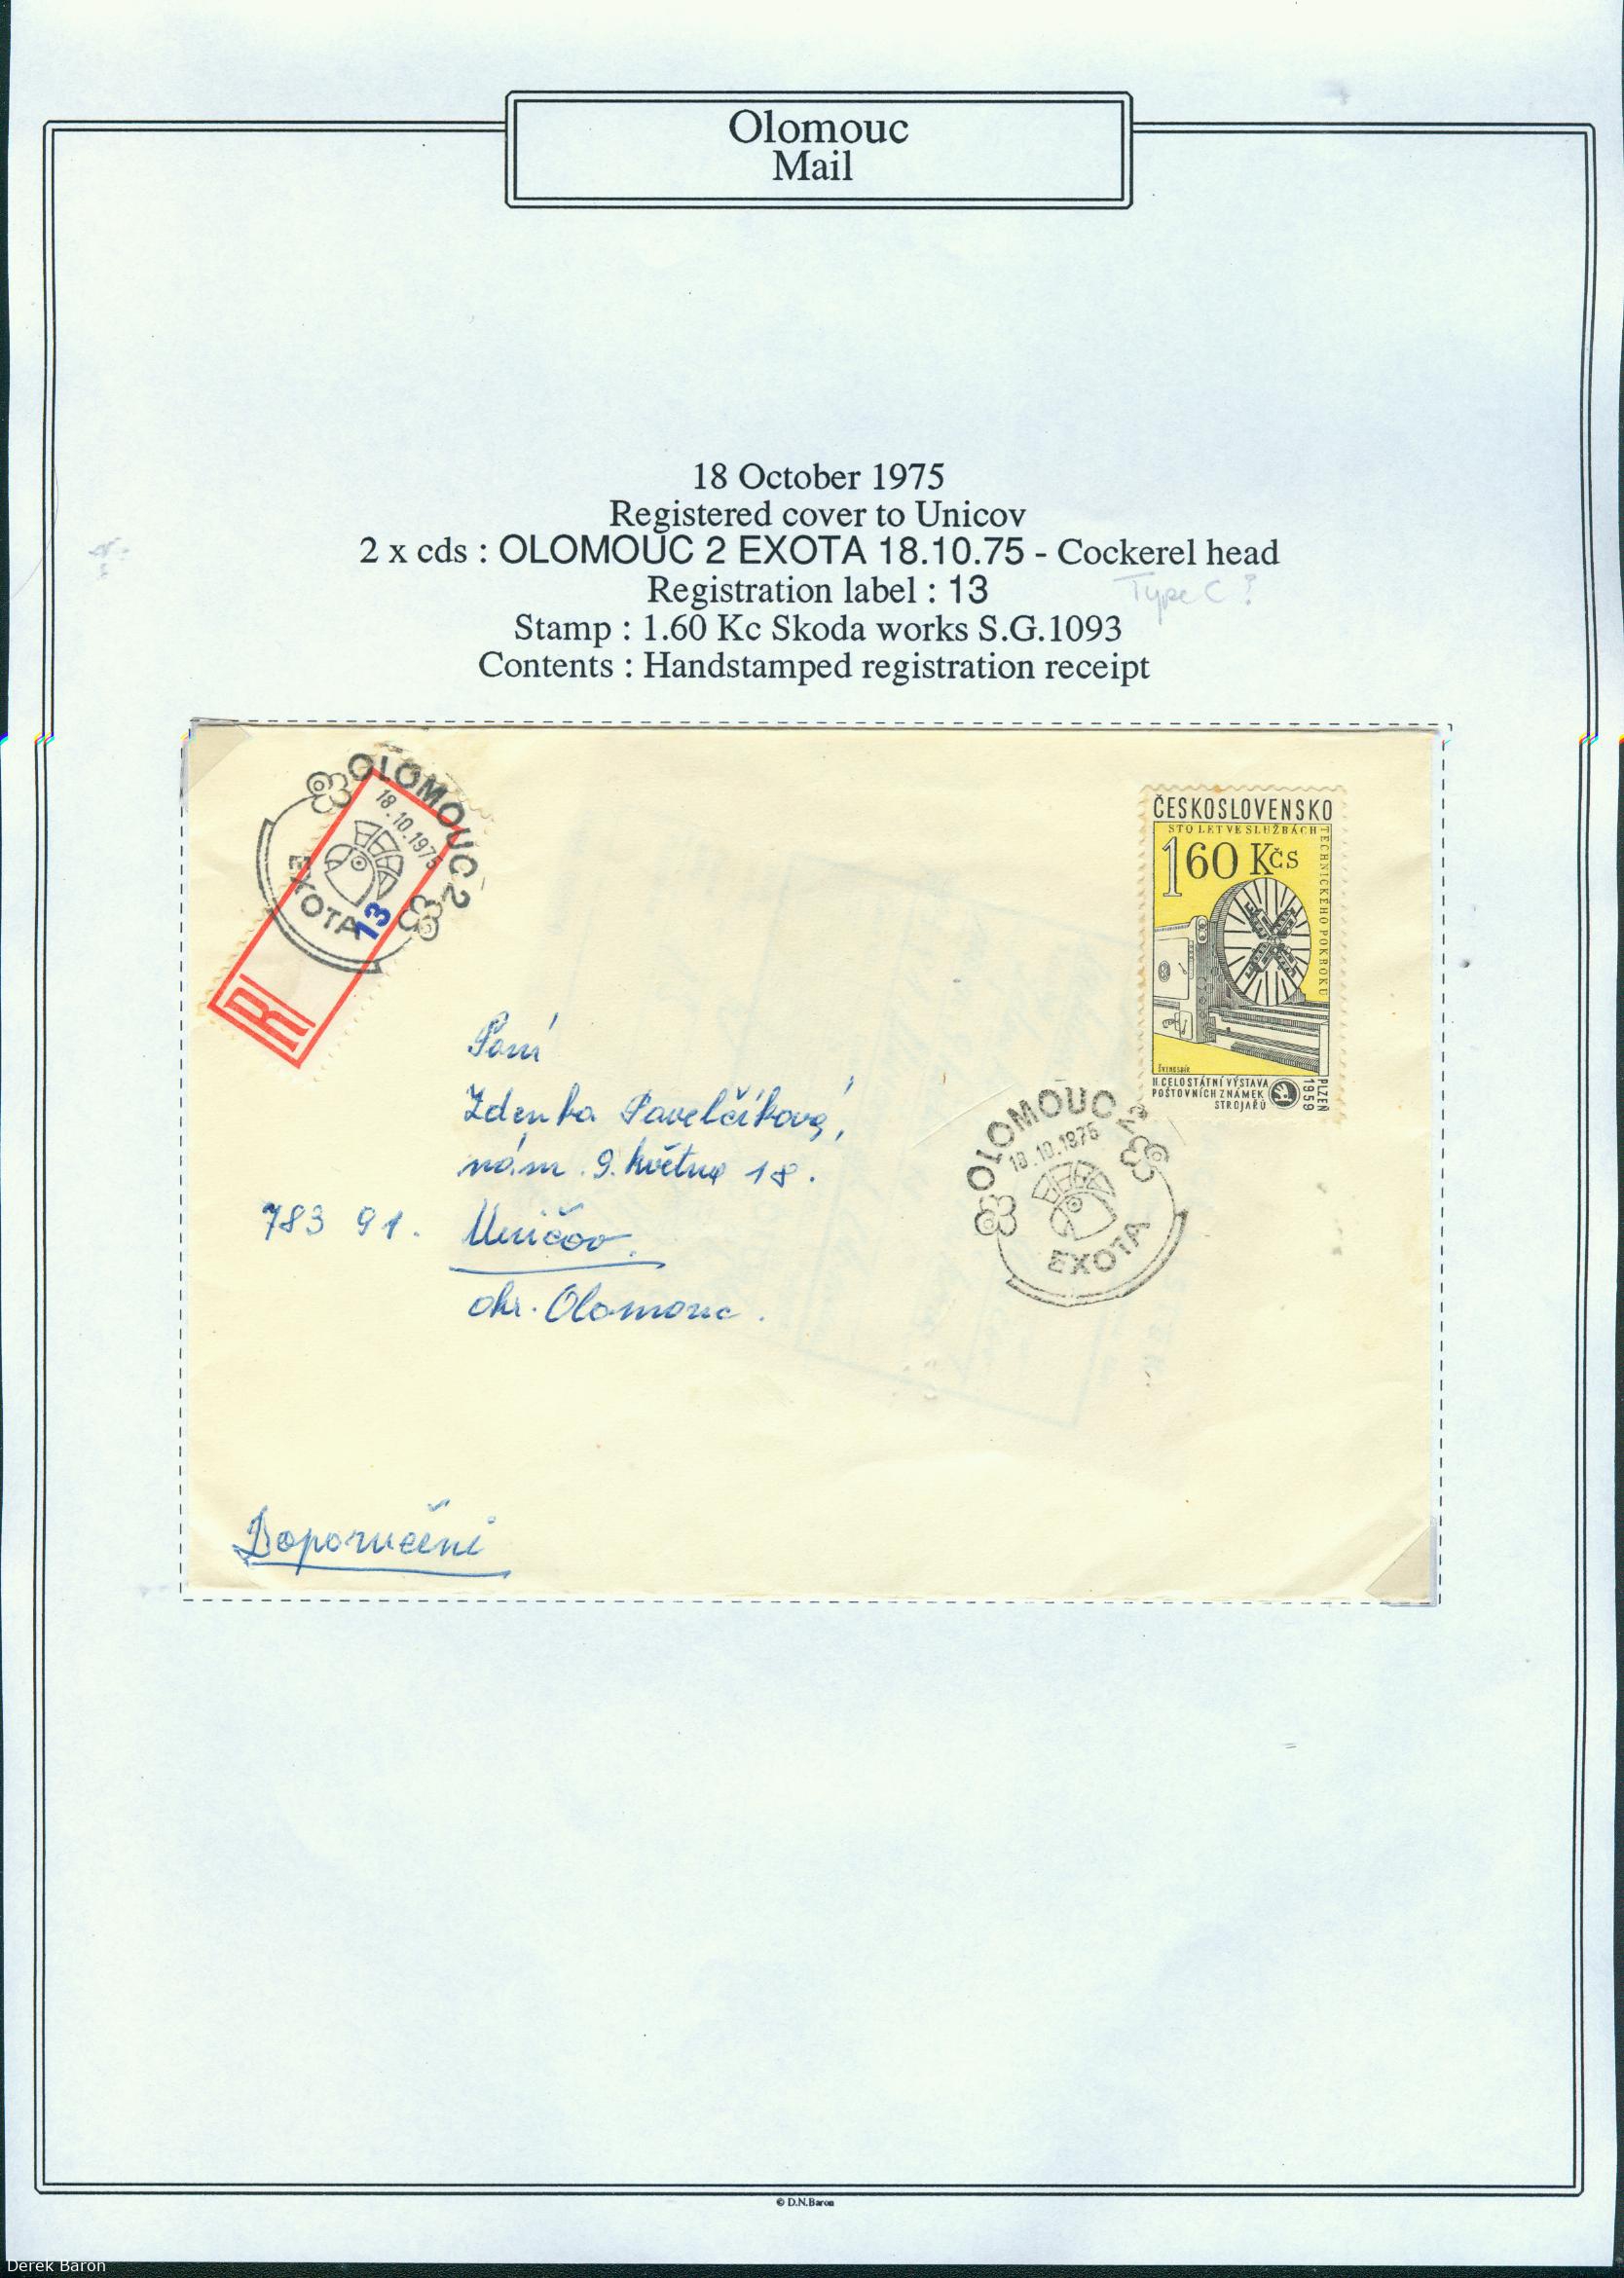 Olomouc
Mail
18 October 1975
Registered cover to Unicov
2 x cds : OLOMOUC 2 EXOTA 18.10.75 - Cockerel head
Registration label : 13
Type C ?
Stamp : 1.60 Kc Skoda works S.G.1093
Contents : Handstamped registration receipt
OLOMOUC 2
18.10.1975
EXOTA
13
R
ČESKOSLOVENSKO
STO LET VE SLUŽBÁCH
TECHNICKÉHO POKROKU
1 60 Kčs
II. CELOSTÁTNÍ VÝSTAVA
POŠTOVNÍCH ZNÁMEK
STROJAŘŮ
PLZEŇ
1959
Paní
Zdenka Pavelčíková,
nám. 9. května 18.
783 91. Uničov.
okr. Olomouc.
OLOMOUC 2
18.10.1975
EXOTA
Doporučeně
© D.N.Baron
Derek Baron